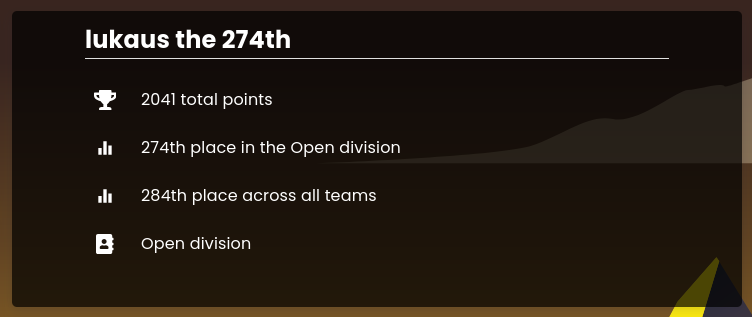 lukaus the 274th
2041 total points
274th place in the Open division
284th place across all teams
Open division